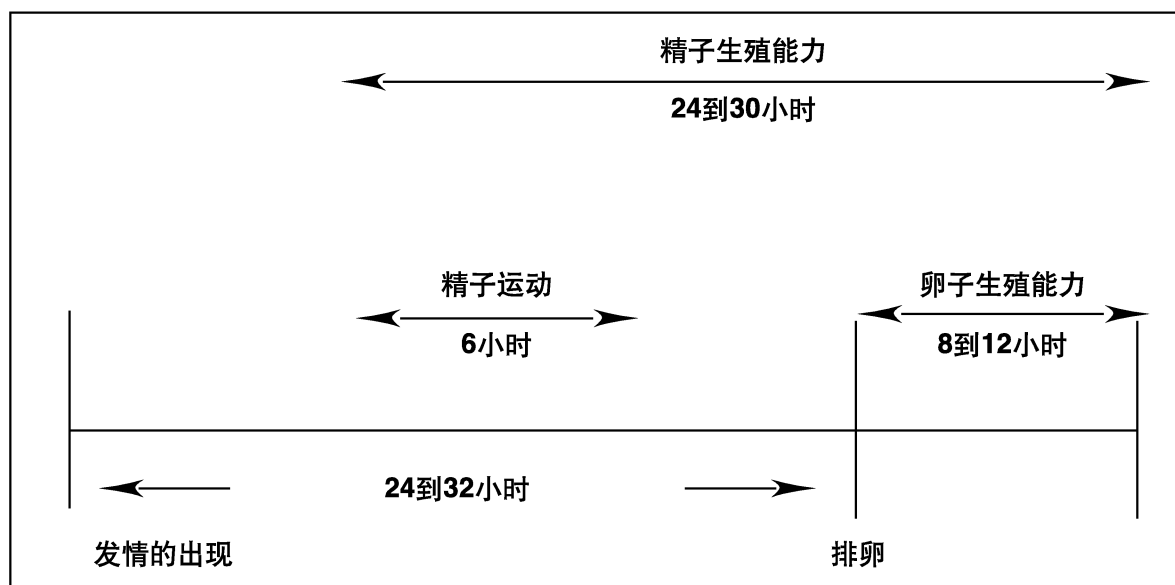 精子生殖能力
24到30小时
精子运动
6小时
卵子生殖能力
8到12小时
24到32小时
发情的出现
排卵